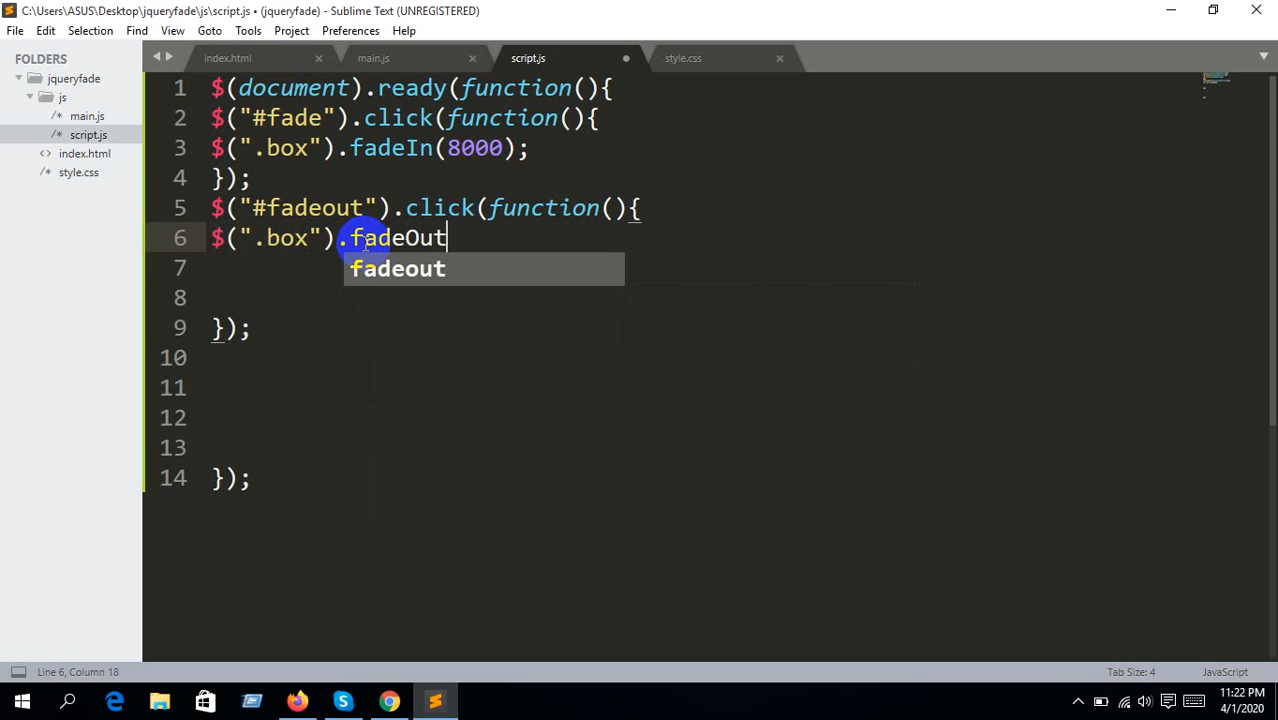 C:\Users\ASUS\Desktop\jqueryfade\js\script.js • (jqueryfade) - Sublime Text (UNREGISTERED)
File Edit Selection Find View Goto Tools Project Preferences Help
FOLDERS
jqueryfade
js
/* main.js
/* script.js
<> index.html
/* style.css
index.html main.js script.js style.css
1 $(document).ready(function(){
2 $("#fade").click(function(){
3 $(".box").fadeIn(8000);
4 });
5 $("#fadeout").click(function(){
6 $(".box").fadeOut
fadeout
7
8
9 });
10
11
12
13
14 });
Line 6, Column 18 Tab Size: 4 JavaScript
11:22 PM
4/1/2020